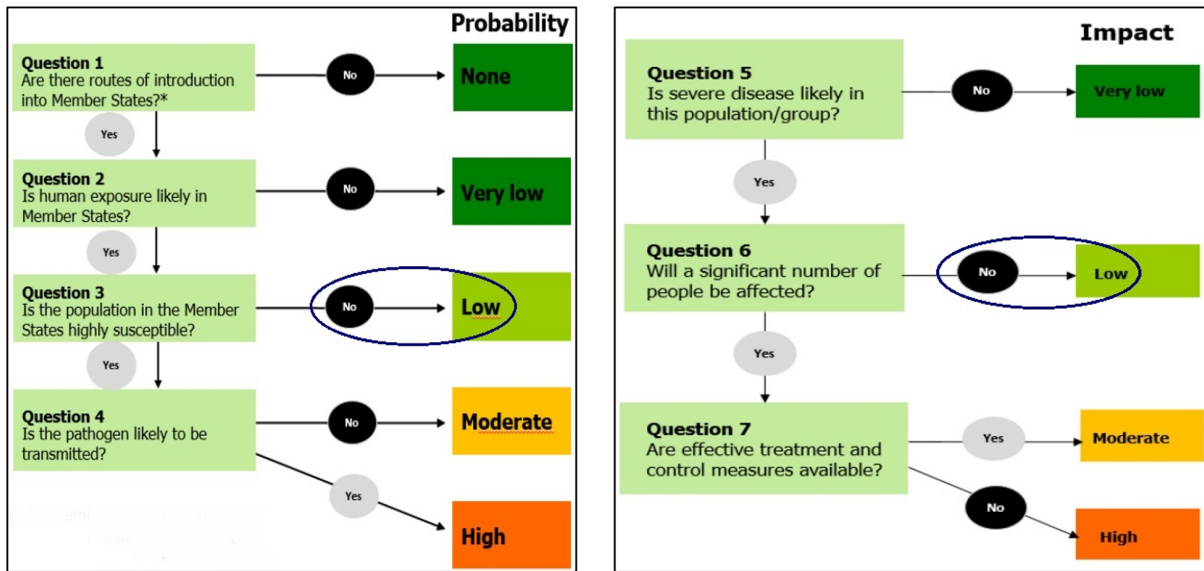 Probability
Question 1
Are there routes of introduction
into Member States?*
No
None
Yes
Question 2
Is human exposure likely in
Member States?
No
Very low
Yes
Question 3
Is the population in the Member
States highly susceptible?
No
Low
Yes
Question 4
Is the pathogen likely to be
transmitted?
No
Moderate
Yes
High
Impact
Question 5
Is severe disease likely in
this population/group?
No
Very low
Yes
Question 6
Will a significant number of
people be affected?
No
Low
Yes
Question 7
Are effective treatment and
control measures available?
Yes
Moderate
No
High